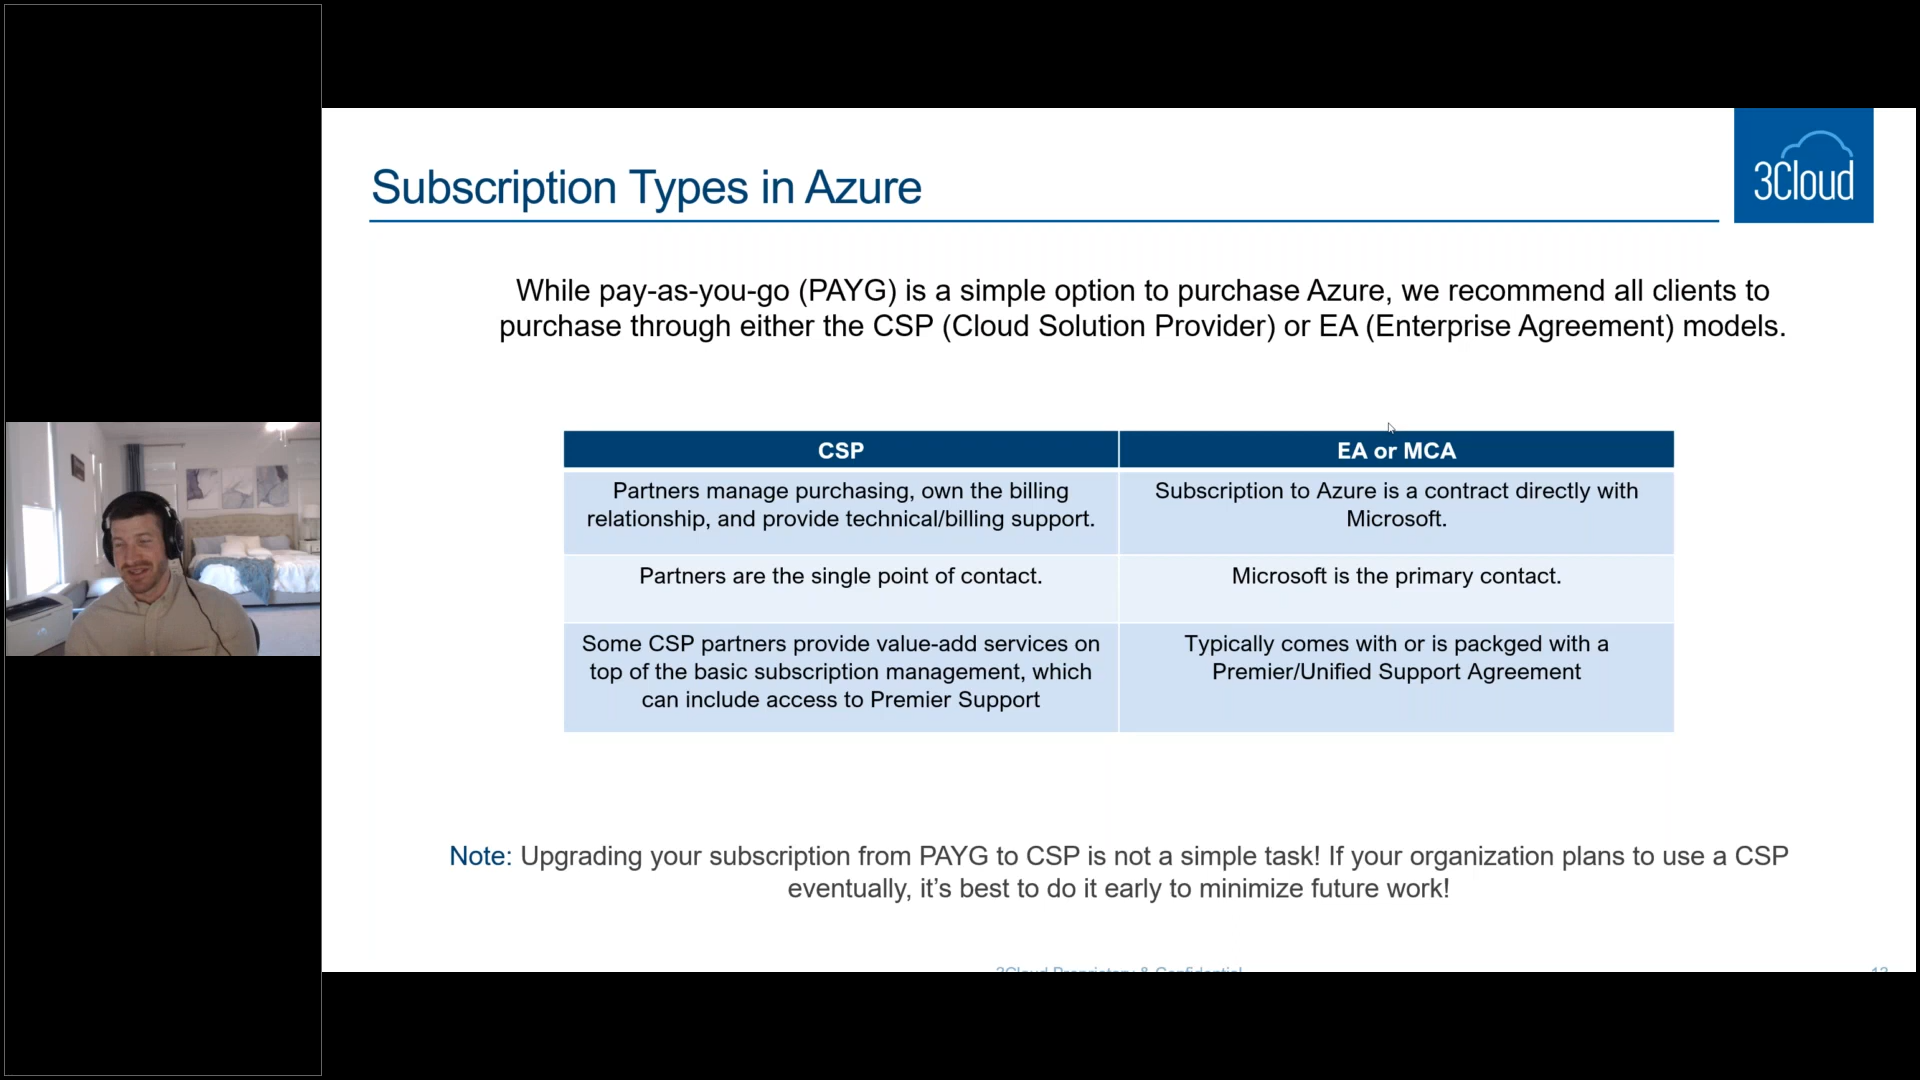 3Cloud
Subscription Types in Azure
While pay-as-you-go (PAYG) is a simple option to purchase Azure, we recommend all clients to
purchase through either the CSP (Cloud Solution Provider) or EA (Enterprise Agreement) models.
CSP
EA or MCA
Partners manage purchasing, own the billing
relationship, and provide technical/billing support.
Subscription to Azure is a contract directly with
Microsoft.
Partners are the single point of contact.
Microsoft is the primary contact.
Some CSP partners provide value-add services on
top of the basic subscription management, which
can include access to Premier Support
Typically comes with or is packged with a
Premier/Unified Support Agreement
Note: Upgrading your subscription from PAYG to CSP is not a simple task! If your organization plans to use a CSP
eventually, it’s best to do it early to minimize future work!
3Cloud Proprietary & Confidential